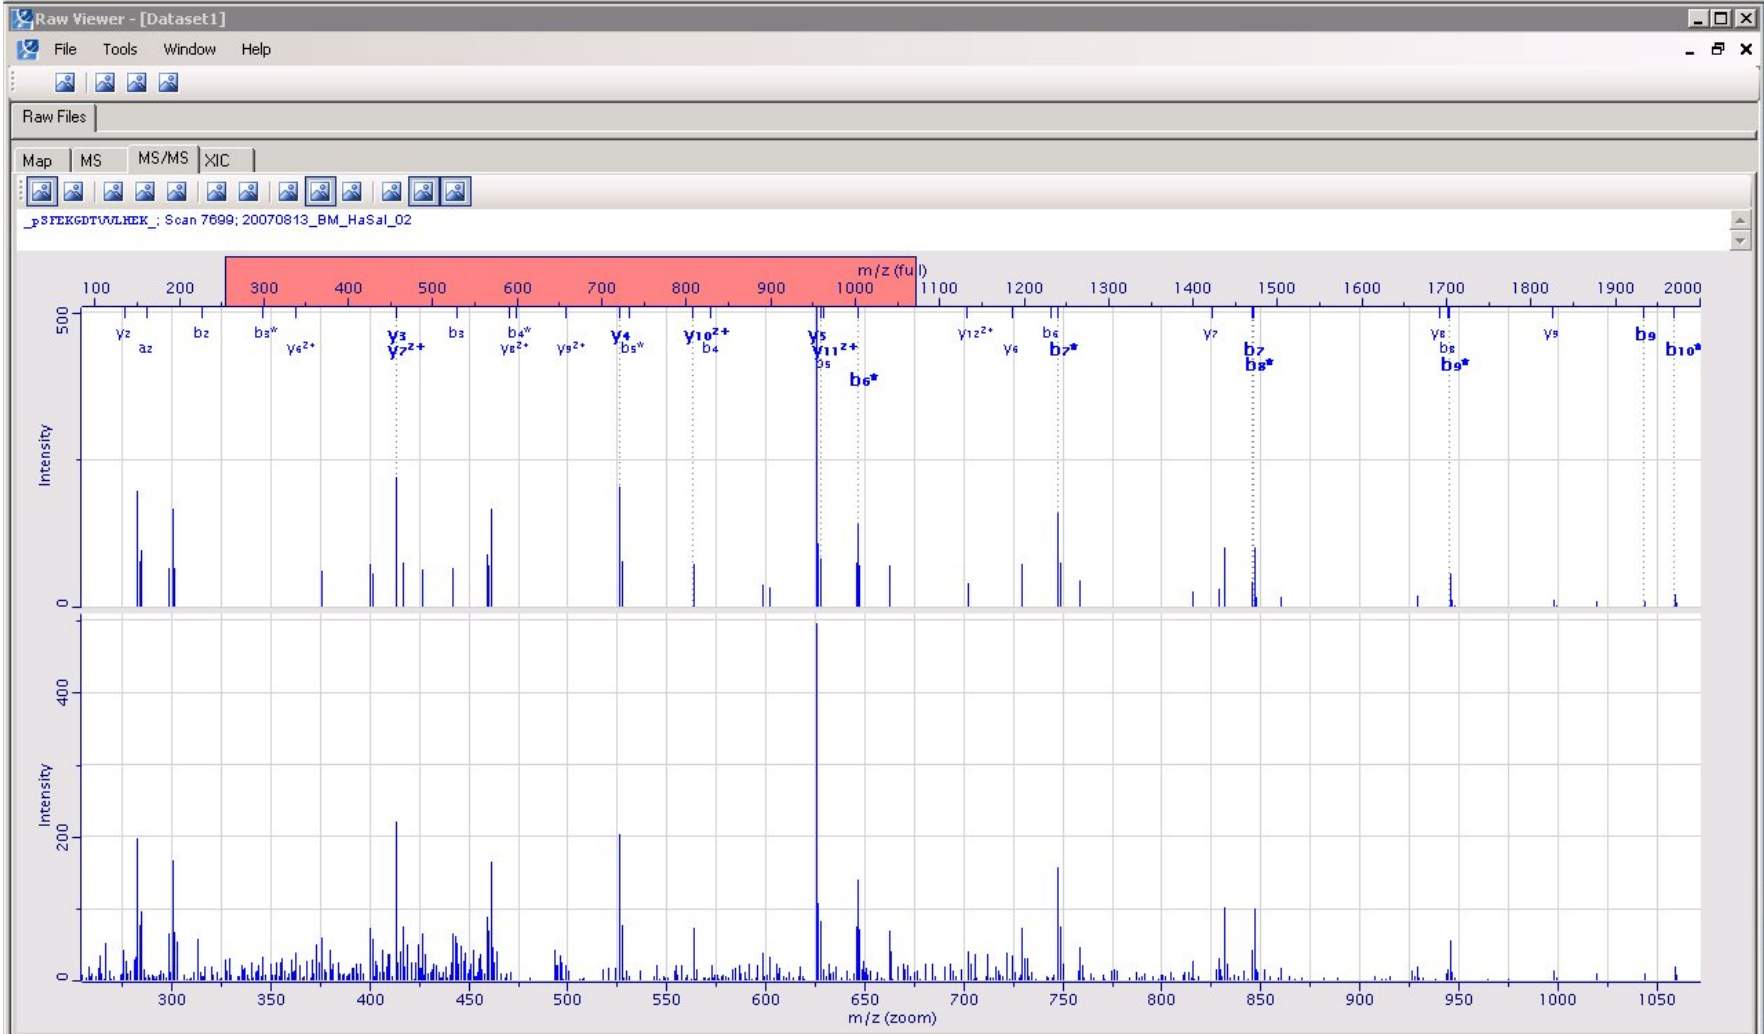 Raw Viewer - [Dataset1]
File Tools Window Help
Raw Files
Map MS MS/MS XIC
_pSFEKGDTVVLHEK_; Scan 7699; 20070813_BM_HaSal_02
m/z (full)
100 200 300 400 500 600 700 800 900 1000 1100 1200 1300 1400 1500 1600 1700 1800 1900 2000
500
y2 b2 b3* y3 b3 b4* y4 y10²⁺ y5 y12²⁺ b6 y7 y8 y9 b9
a2 y6²⁺ y7²⁺ y8²⁺ y9²⁺ b5* b4 y11²⁺ y6 b7* b7 b8 b10*
b5 b8* b9*
b6*
Intensity
0
400
Intensity
200
0
300 350 400 450 500 550 600 650 700 750 800 850 900 950 1000 1050
m/z (zoom)